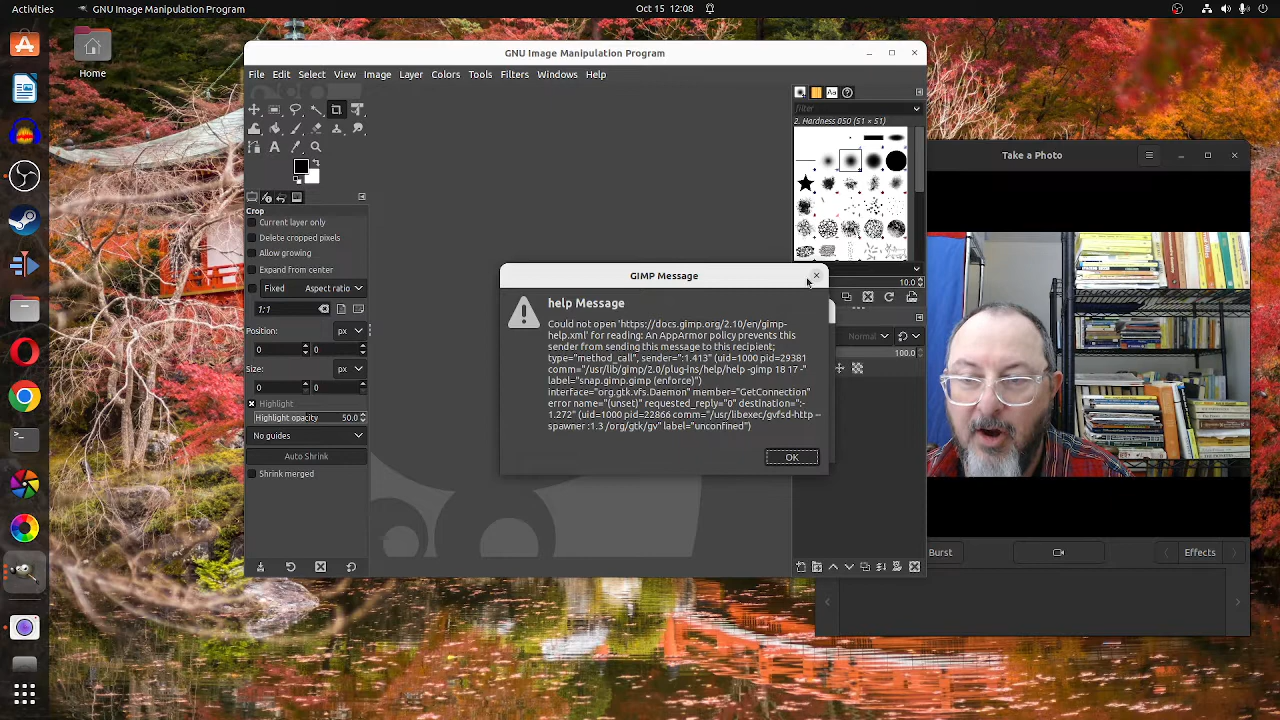 Activities
GNU Image Manipulation Program
Oct 15 12:08
Home
GNU Image Manipulation Program
File Edit Select View Image Layer Colors Tools Filters Windows Help
filter
2. Hardness 050 (51 × 51)
Crop
Current layer only
Delete cropped pixels
Allow growing
Expand from center
Fixed Aspect ratio
1:1
Position: px
0 0
Size: px
0 0
Highlight
Highlight opacity 50.0
No guides
Auto Shrink
Shrink merged
10.0
Normal
100.0
GIMP Message
help Message
Could not open 'https://docs.gimp.org/2.10/en/gimp-
help.xml' for reading: An AppArmor policy prevents this
sender from sending this message to this recipient;
type="method_call", sender=":1.413" (uid=1000 pid=29381
comm="/usr/lib/gimp/2.0/plug-ins/help/help -gimp 18 17 -"
label="snap.gimp.gimp (enforce)")
interface="org.gtk.vfs.Daemon" member="GetConnection"
error name="(unset)" requested_reply="0" destination=":-
1.272" (uid=1000 pid=22866 comm="/usr/libexec/gvfsd-http --
spawner :1.3 /org/gtk/gv" label="unconfined")
OK
Take a Photo
Burst
Effects